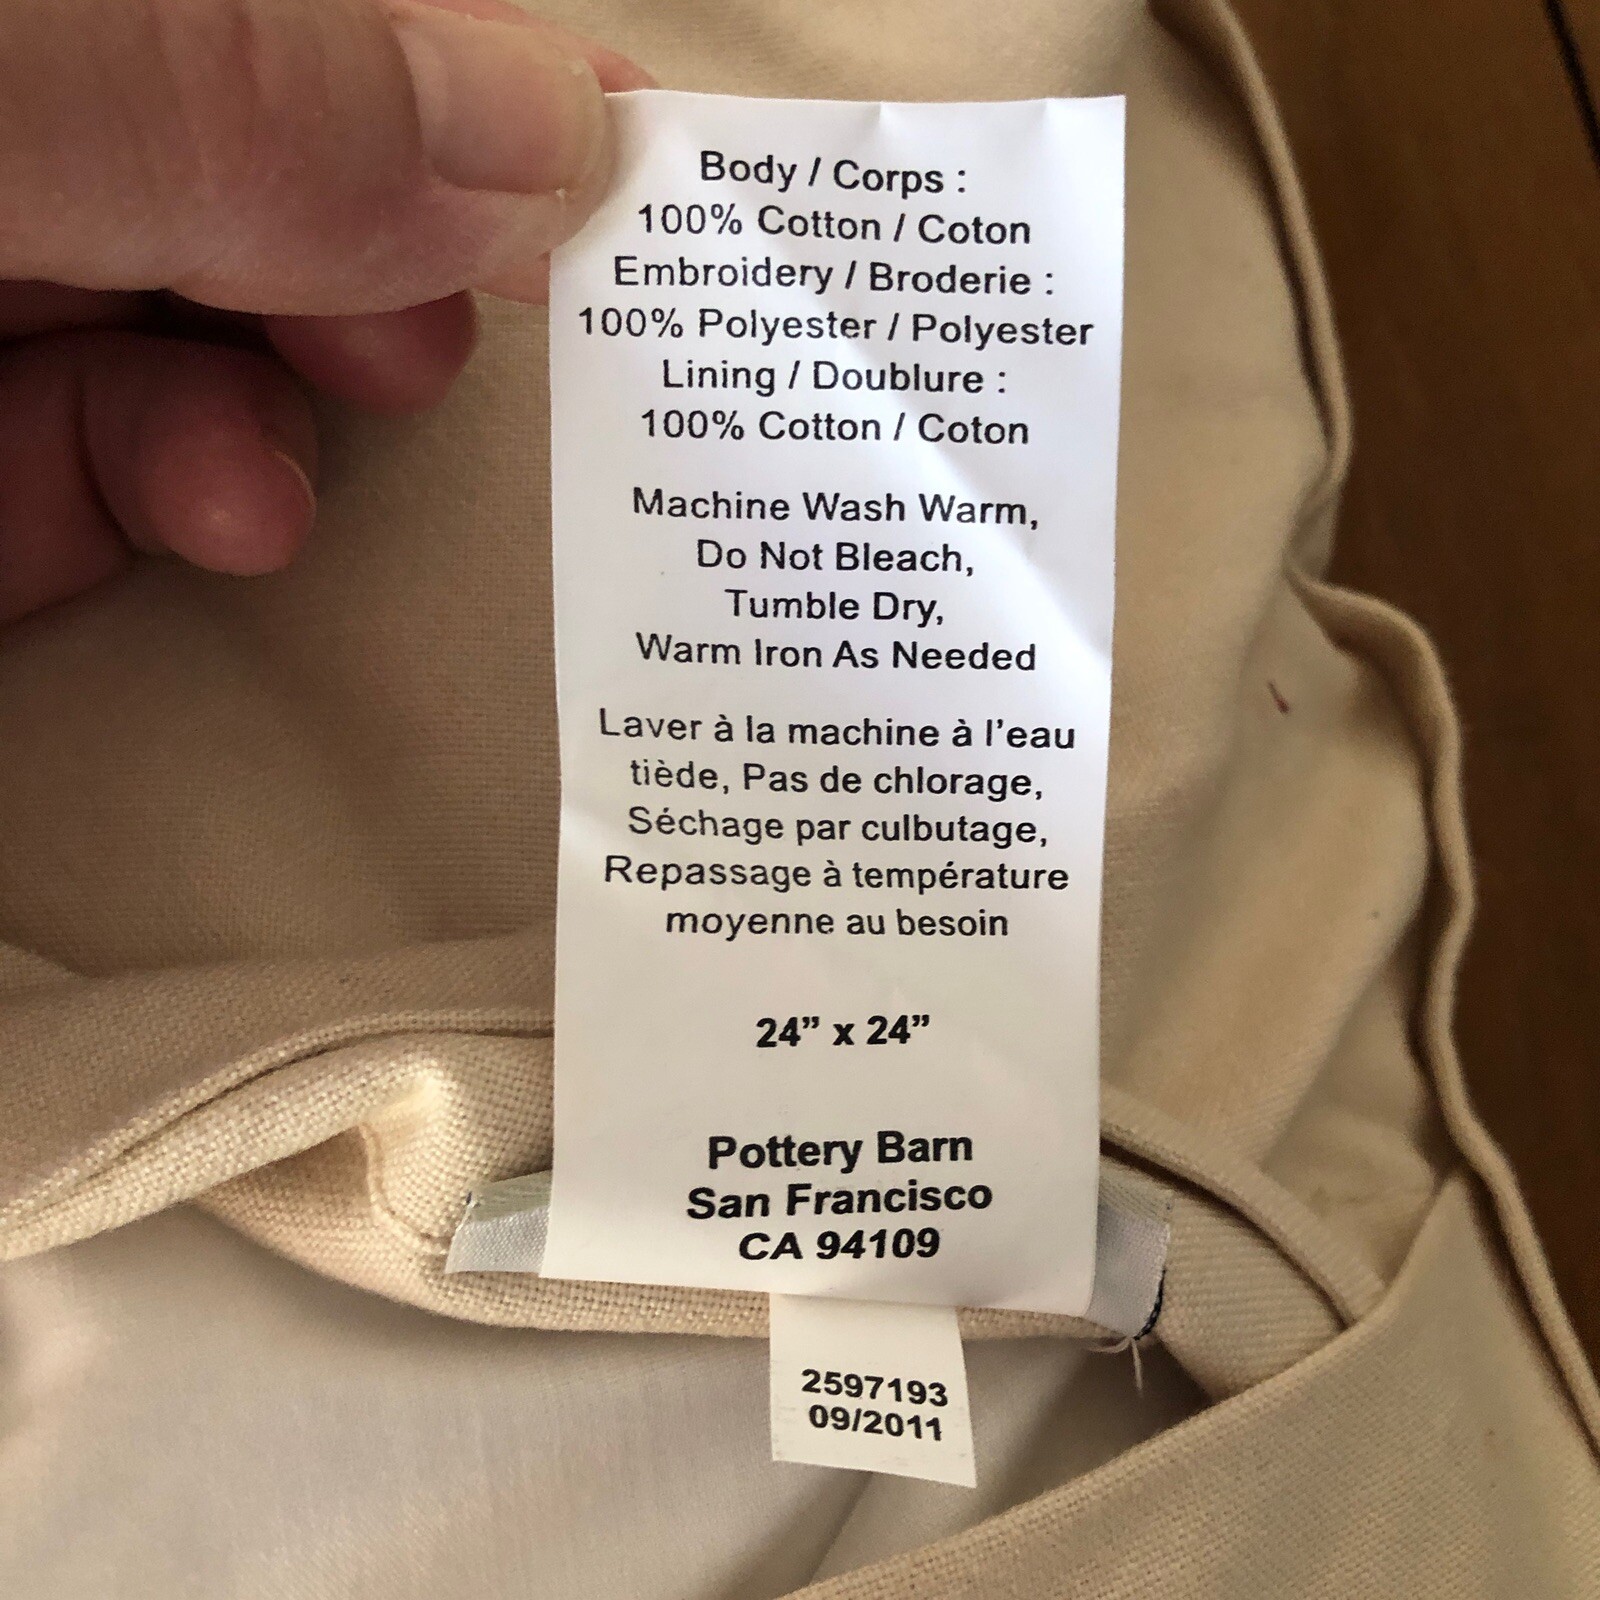 Body / Corps :
100% Cotton / Coton
Embroidery / Broderie :
100% Polyester / Polyester
Lining / Doublure :
100% Cotton / Coton
Machine Wash Warm,
Do Not Bleach,
Tumble Dry,
Warm Iron As Needed
Laver à la machine à l’eau
tiède, Pas de chlorage,
Séchage par culbutage,
Repassage à température
moyenne au besoin
24” x 24”
Pottery Barn
San Francisco
CA 94109
2597193
09/2011